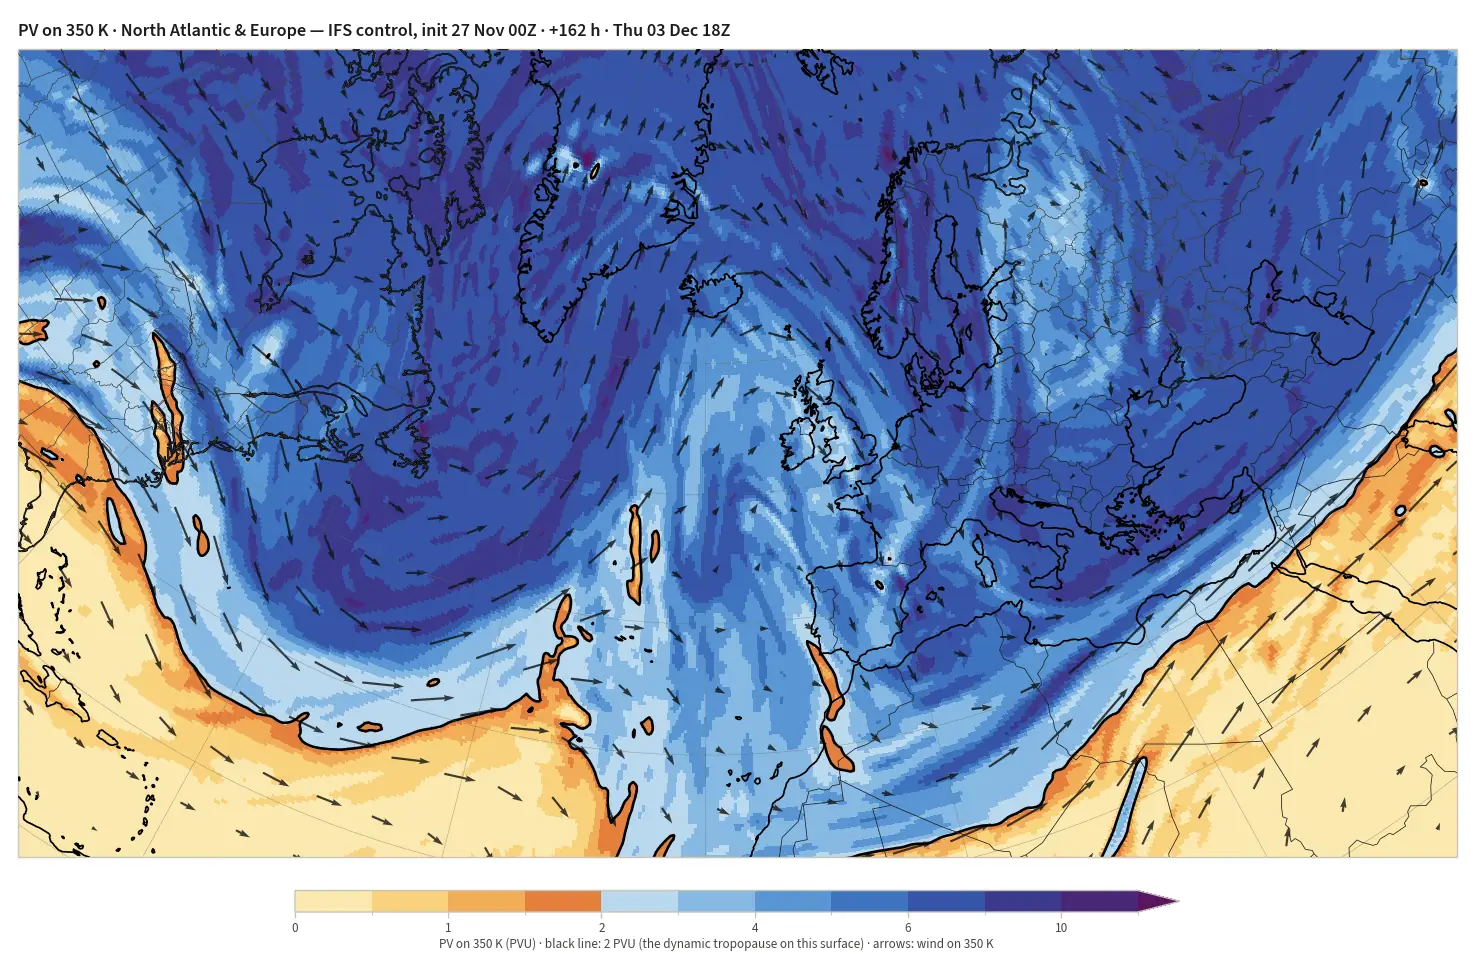 PV on 350 K · North Atlantic & Europe — IFS control, init 27 Nov 00Z · +162 h · Thu 03 Dec 18Z
0 1 2 4 6 10
PV on 350 K (PVU) · black line: 2 PVU (the dynamic tropopause on this surface) · arrows: wind on 350 K